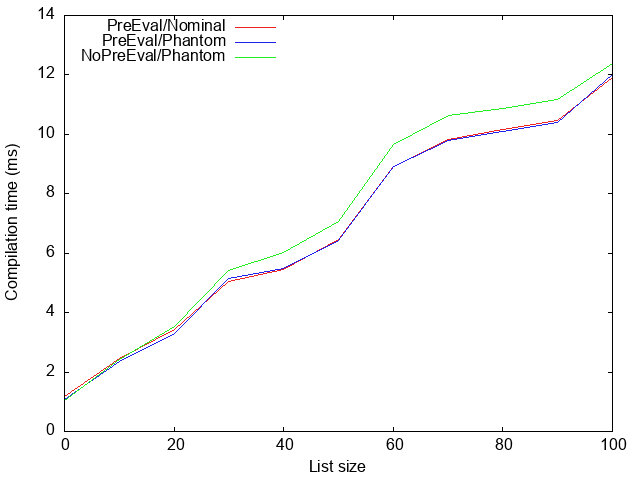 14
12
10
8
6
4
2
0
PreEval/Nominal
PreEval/Phantom
NoPreEval/Phantom
Compilation time (ms)
0 20 40 60 80 100
List size